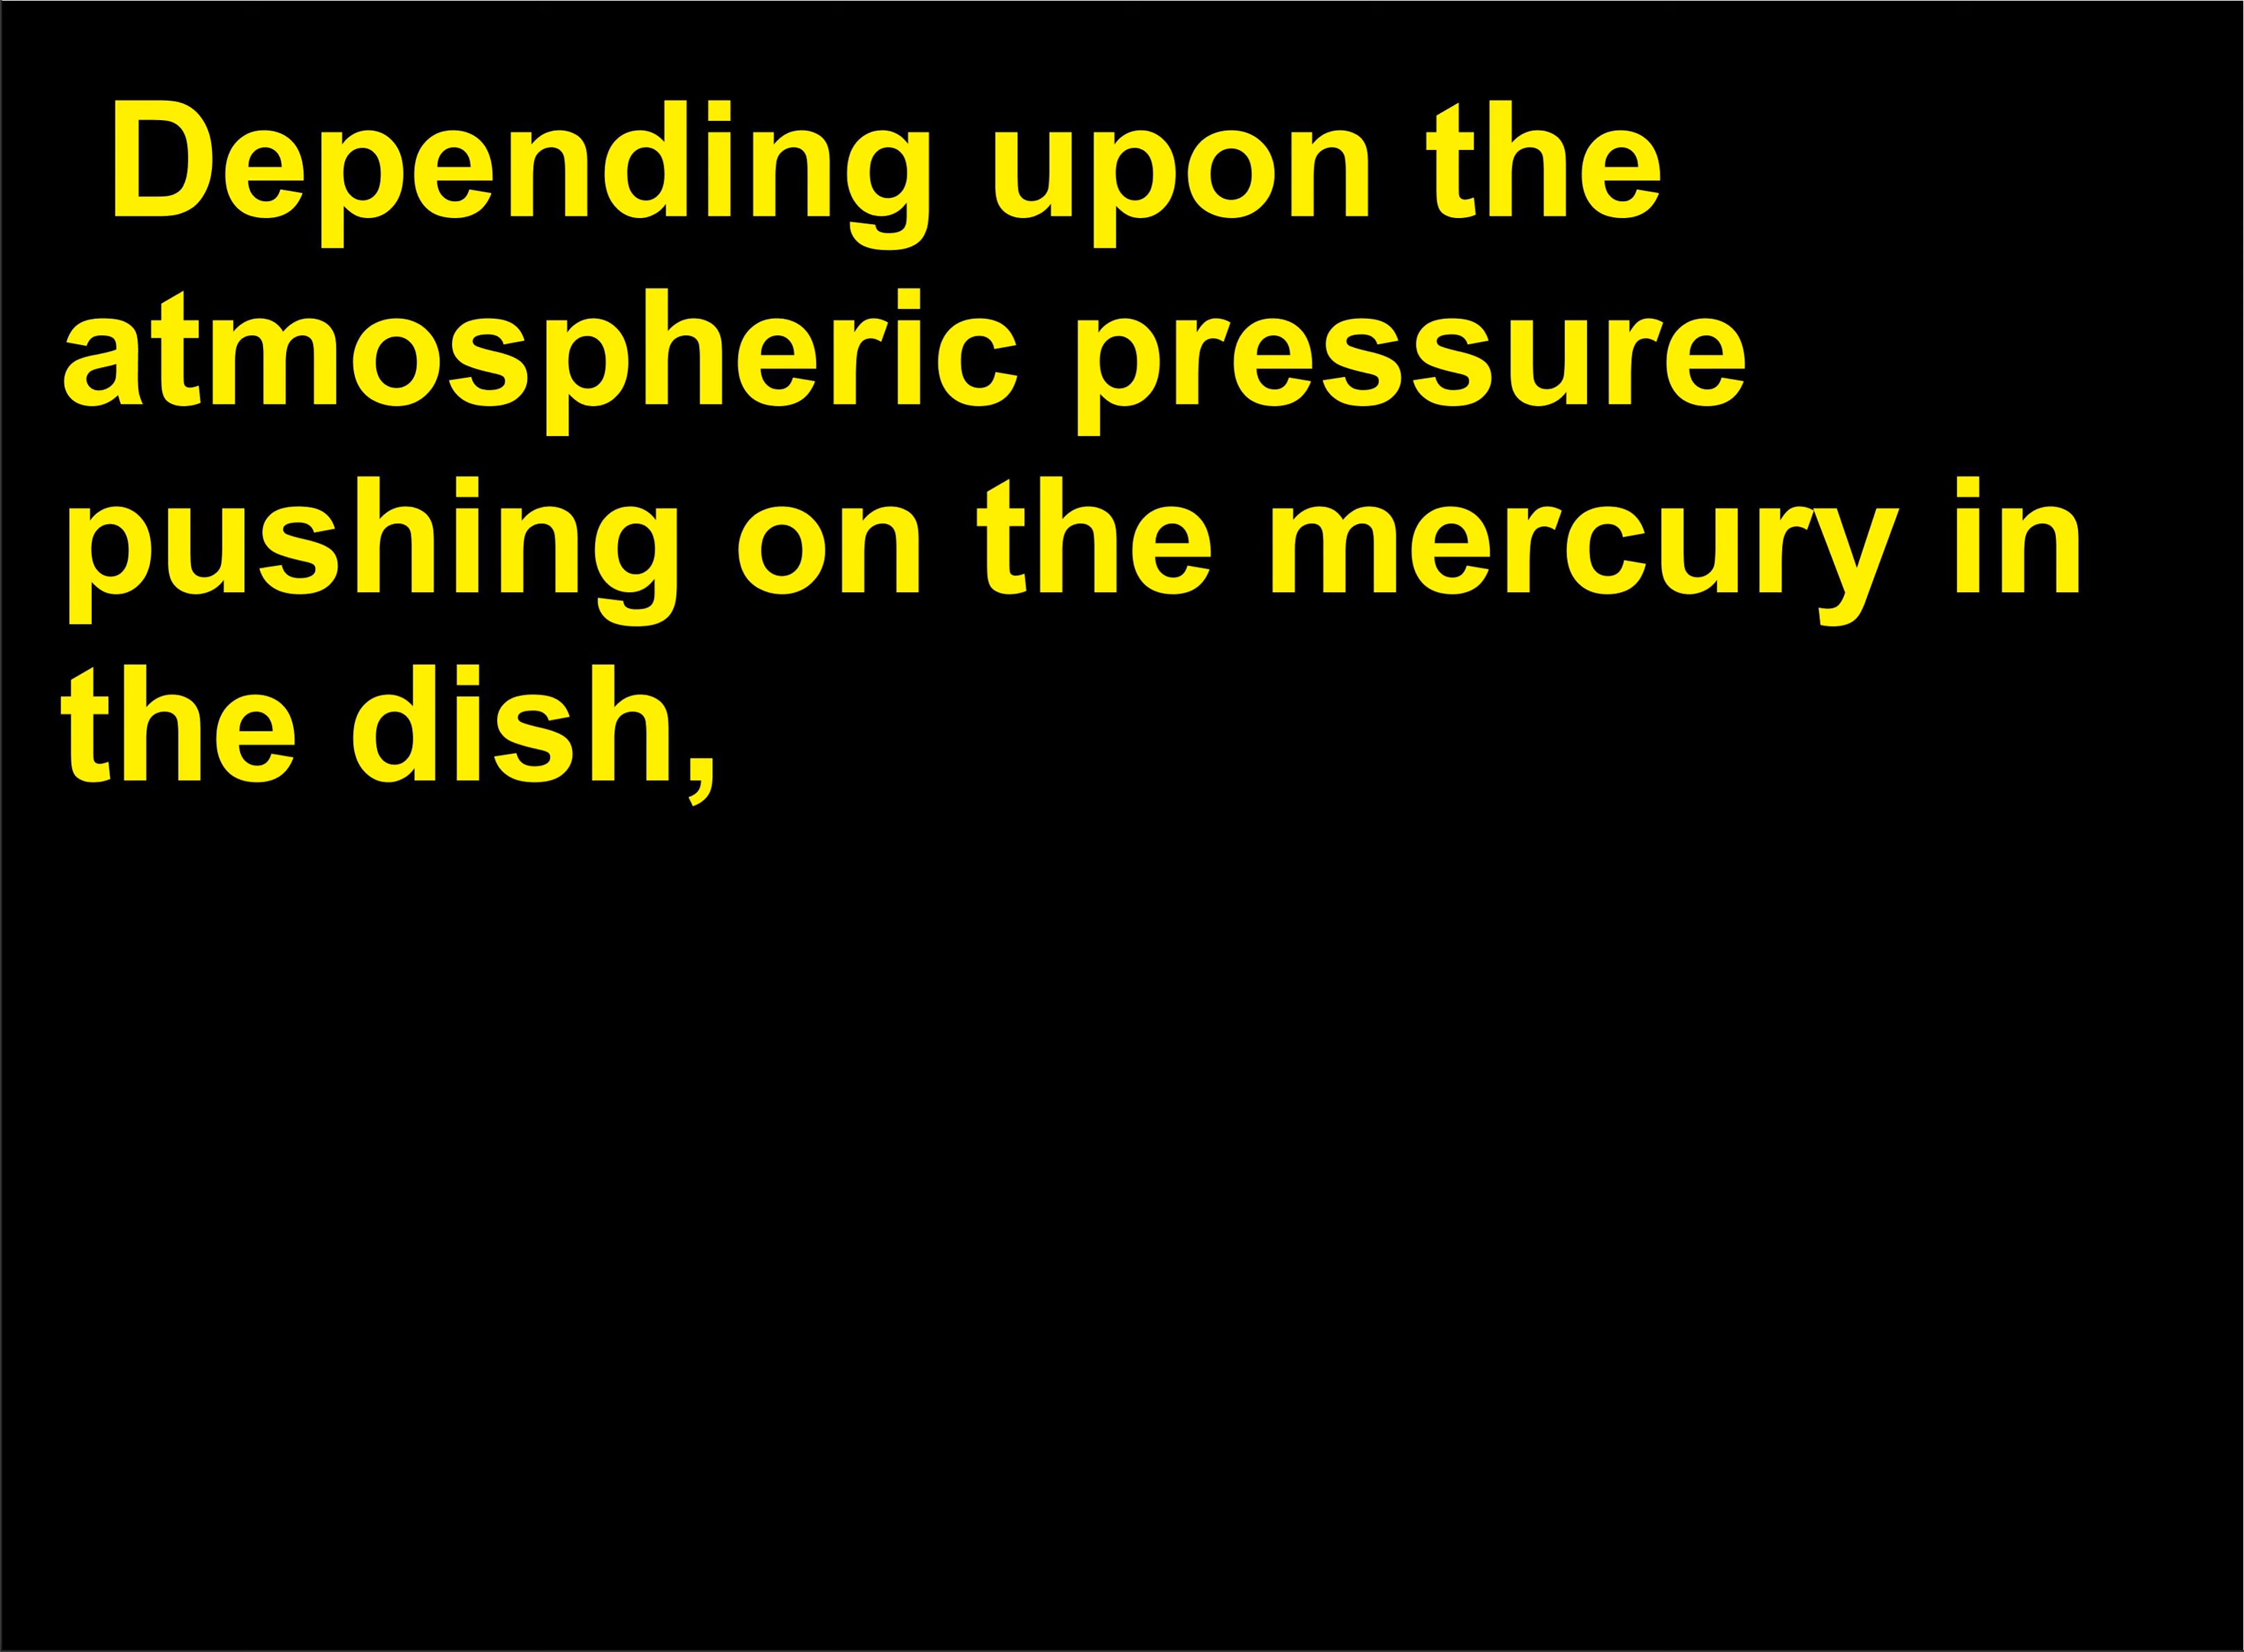 Depending upon the
atmospheric pressure
pushing on the mercury in
the dish,